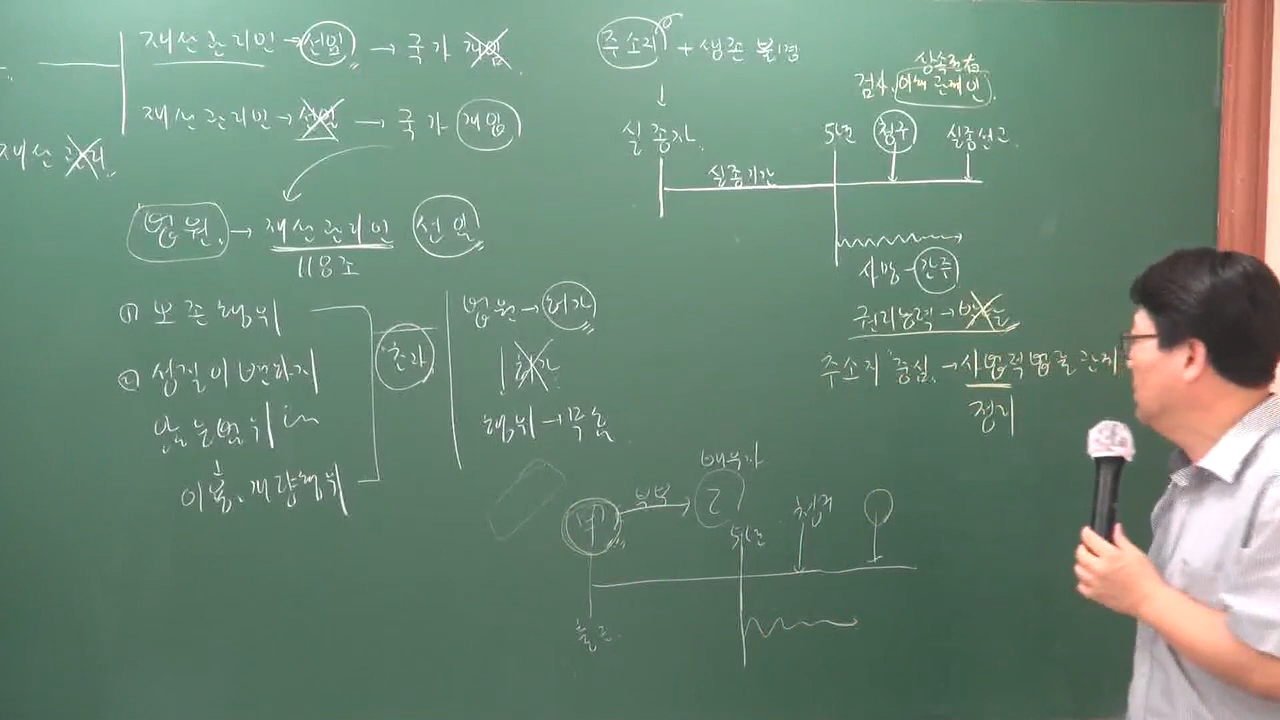 재산관리인 → 선임 → 국가 개입
재산관리인 → 선임 → 국가 개입
재산 관리
법원 → 재산관리인 선임
118조
① 보존행위
② 성질이 변하지
않는 범위 in
이용, 개량행위
초과
법원 → 허가
허가
행위 → 무효
주소지 + 생존 불명
↓
상속
검사, 이해관계인
실종자
5년 청구 실종선고
실종기간
사망 - 간주
권리능력 →
주소지 중심 → 사법적 법률관계
정리
배우자
甲 부부 乙
5년 청구